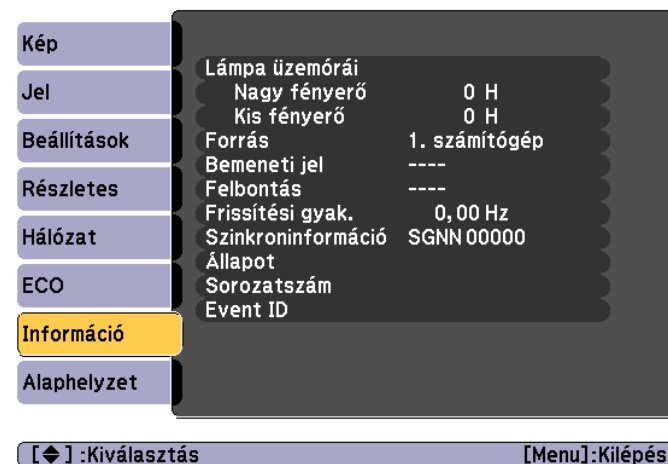 Kép
Jel
Beállítások
Részletes
Hálózat
ECO
Információ
Alaphelyzet
Lámpa üzemórái
Nagy fényerő 0 H
Kis fényerő 0 H
Forrás 1. számítógép
Bemeneti jel ----
Felbontás ----
Frissítési gyak. 0,00 Hz
Szinkroninformáció SGNN 00000
Állapot
Sorozatszám
Event ID
[◆] :Kiválasztás [Menu]:Kilépés